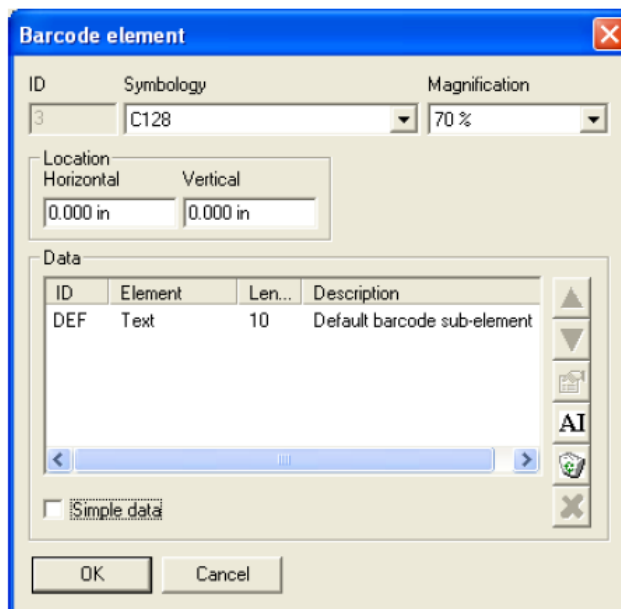 Barcode element
ID Symbology Magnification
3 C128 70 %
Location
Horizontal Vertical
0.000 in 0.000 in
Data
ID Element Len... Description
DEF Text 10 Default barcode sub-element
AI
Simple data
OK Cancel